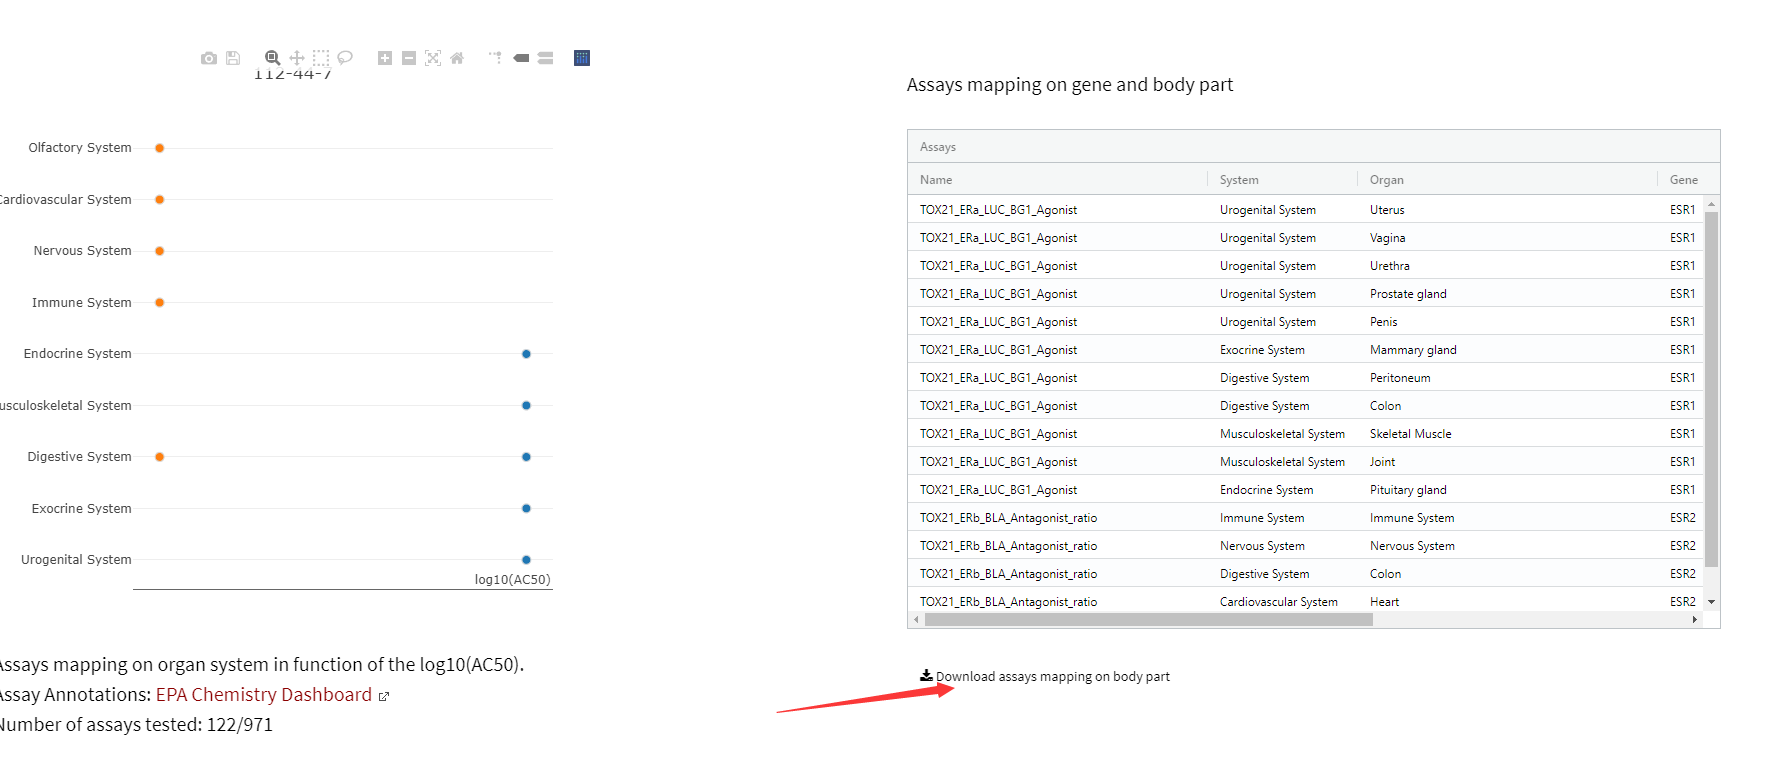 112-44-7
Olfactory System
Cardiovascular System
Nervous System
Immune System
Endocrine System
usculoskeletal System
Digestive System
Exocrine System
Urogenital System
log10(AC50)
Assays mapping on organ system in function of the log10(AC50).
Assay Annotations: EPA Chemistry Dashboard
Number of assays tested: 122/971
Assays mapping on gene and body part
Assays
Name System Organ Gene
TOX21_ERa_LUC_BG1_Agonist Urogenital System Uterus ESR1
TOX21_ERa_LUC_BG1_Agonist Urogenital System Vagina ESR1
TOX21_ERa_LUC_BG1_Agonist Urogenital System Urethra ESR1
TOX21_ERa_LUC_BG1_Agonist Urogenital System Prostate gland ESR1
TOX21_ERa_LUC_BG1_Agonist Urogenital System Penis ESR1
TOX21_ERa_LUC_BG1_Agonist Exocrine System Mammary gland ESR1
TOX21_ERa_LUC_BG1_Agonist Digestive System Peritoneum ESR1
TOX21_ERa_LUC_BG1_Agonist Digestive System Colon ESR1
TOX21_ERa_LUC_BG1_Agonist Musculoskeletal System Skeletal Muscle ESR1
TOX21_ERa_LUC_BG1_Agonist Musculoskeletal System Joint ESR1
TOX21_ERa_LUC_BG1_Agonist Endocrine System Pituitary gland ESR1
TOX21_ERb_BLA_Antagonist_ratio Immune System Immune System ESR2
TOX21_ERb_BLA_Antagonist_ratio Nervous System Nervous System ESR2
TOX21_ERb_BLA_Antagonist_ratio Digestive System Colon ESR2
TOX21_ERb_BLA_Antagonist_ratio Cardiovascular System Heart ESR2
Download assays mapping on body part